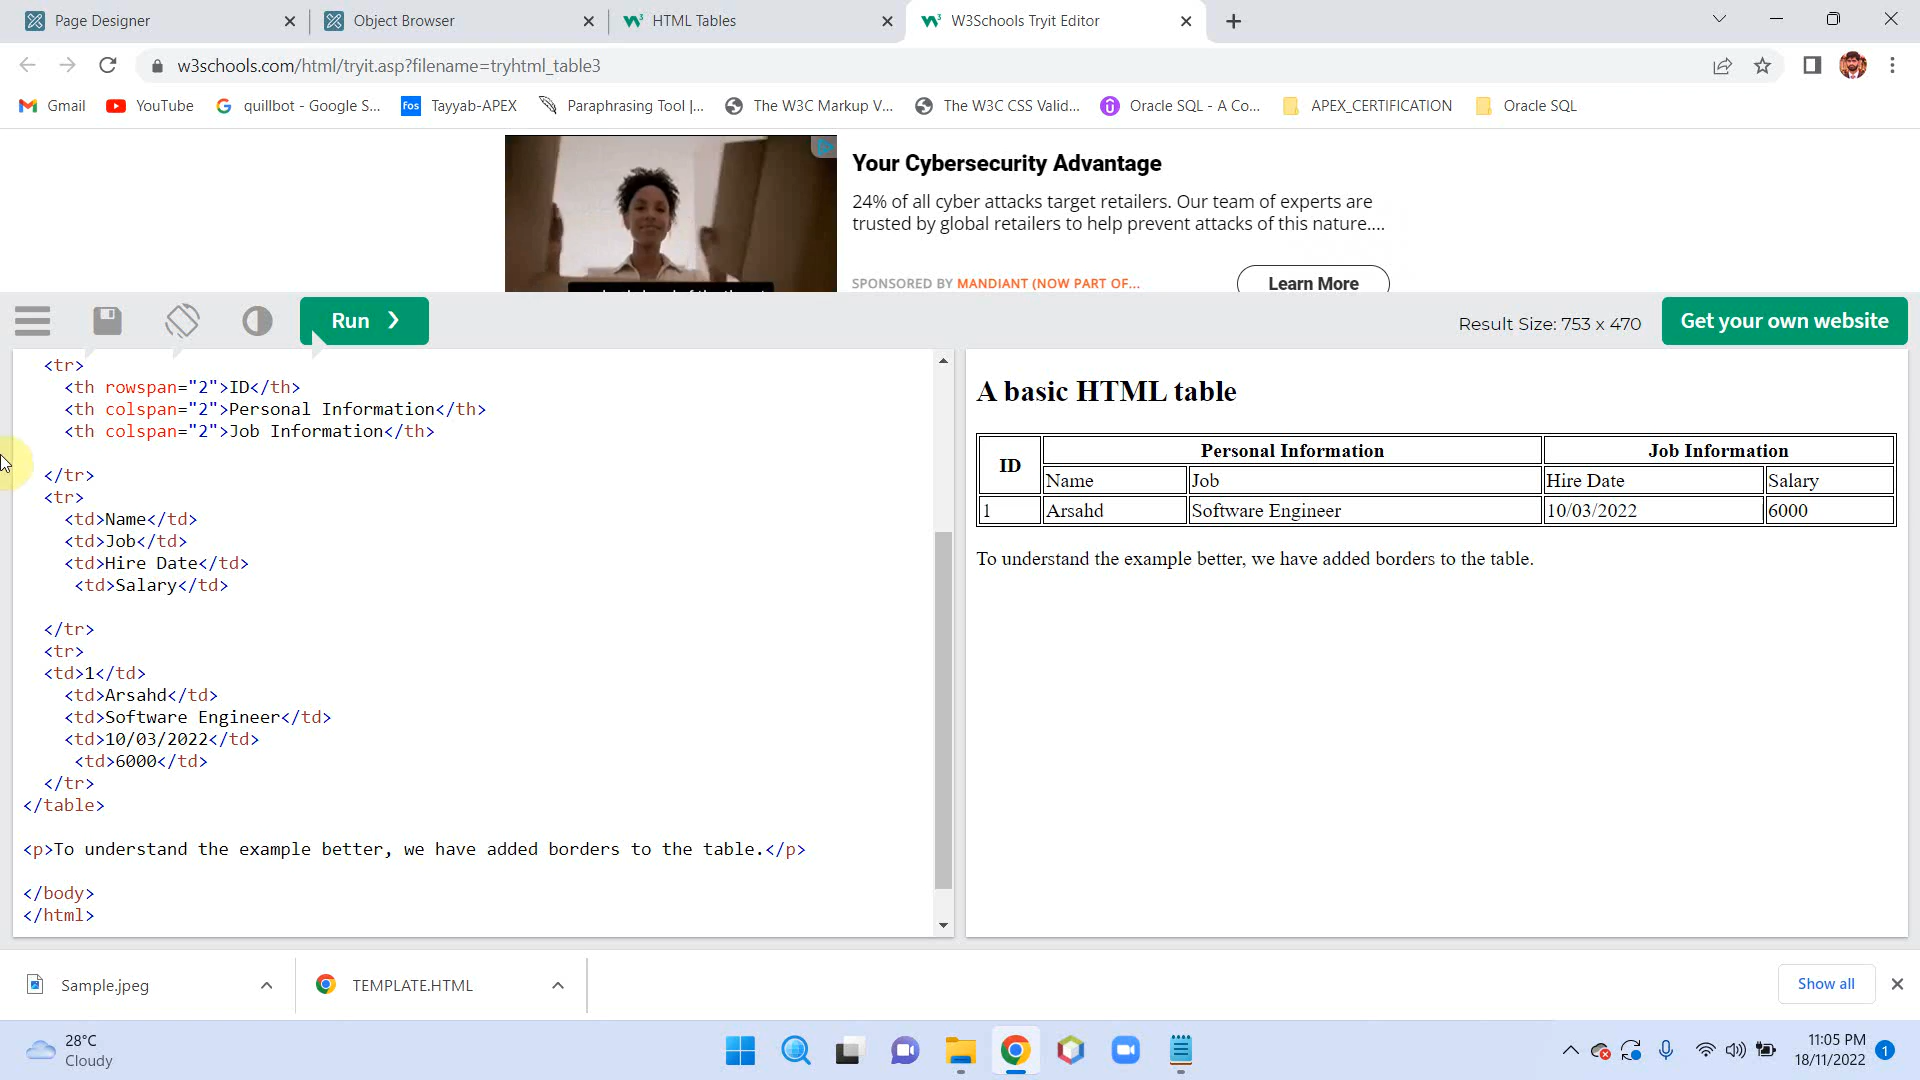 Page Designer
Object Browser
HTML Tables
W3Schools Tryit Editor
w3schools.com/html/tryit.asp?filename=tryhtml_table3
Gmail
YouTube
quillbot - Google S...
fos
Tayyab-APEX
Paraphrasing Tool |...
The W3C Markup V...
The W3C CSS Valid...
Oracle SQL - A Co...
APEX_CERTIFICATION
Oracle SQL
Your Cybersecurity Advantage
24% of all cyber attacks target retailers. Our team of experts are
trusted by global retailers to help prevent attacks of this nature....
SPONSORED BY MANDIANT (NOW PART OF...
Learn More
Run ❯
Result Size: 753 x 470
Get your own website
<tr>
<th rowspan="2">ID</th>
<th colspan="2">Personal Information</th>
<th colspan="2">Job Information</th>
</tr>
<tr>
<td>Name</td>
<td>Job</td>
<td>Hire Date</td>
<td>Salary</td>
</tr>
<tr>
<td>1</td>
<td>Arsahd</td>
<td>Software Engineer</td>
<td>10/03/2022</td>
<td>6000</td>
</tr>
</table>
<p>To understand the example better, we have added borders to the table.</p>
</body>
</html>
A basic HTML table
ID
Personal Information
Job Information
Name
Job
Hire Date
Salary
1
Arsahd
Software Engineer
10/03/2022
6000
To understand the example better, we have added borders to the table.
Sample.jpeg
TEMPLATE.HTML
Show all
28°C
Cloudy
11:05 PM
18/11/2022
1